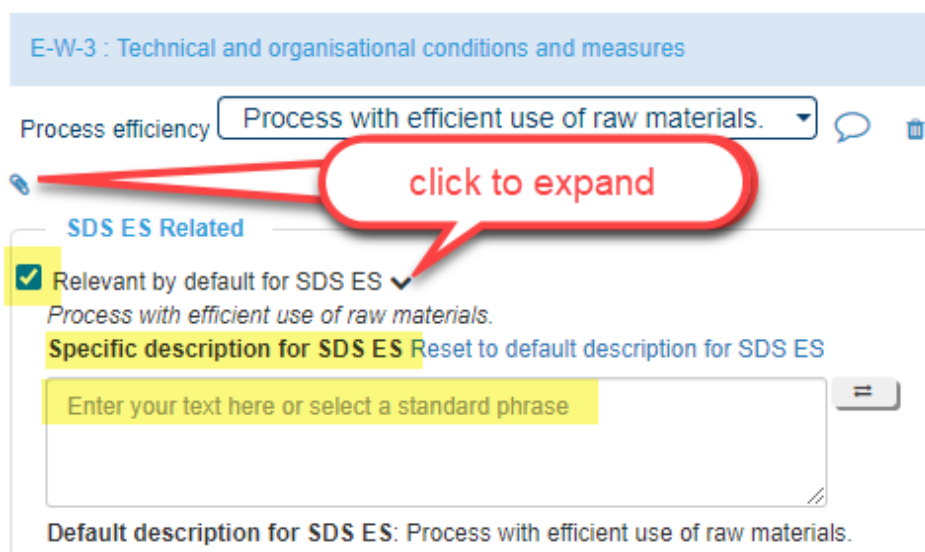 E-W-3 : Technical and organisational conditions and measures
Process efficiency Process with efficient use of raw materials.
click to expand
SDS ES Related
Relevant by default for SDS ES
Process with efficient use of raw materials.
Specific description for SDS ES Reset to default description for SDS ES
Enter your text here or select a standard phrase
Default description for SDS ES: Process with efficient use of raw materials.